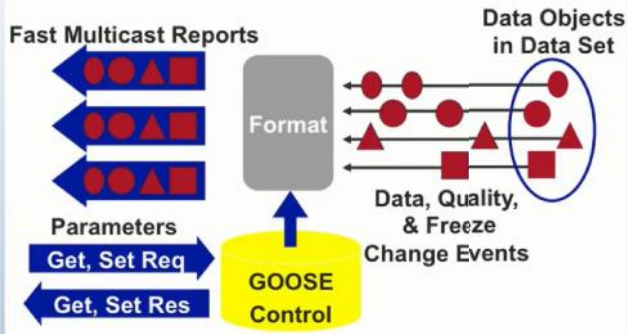 Fast Multicast Reports
Data Objects
in Data Set
Format
Data, Quality,
& Freeze
Change Events
Parameters
Get, Set Req
Get, Set Res
GOOSE
Control